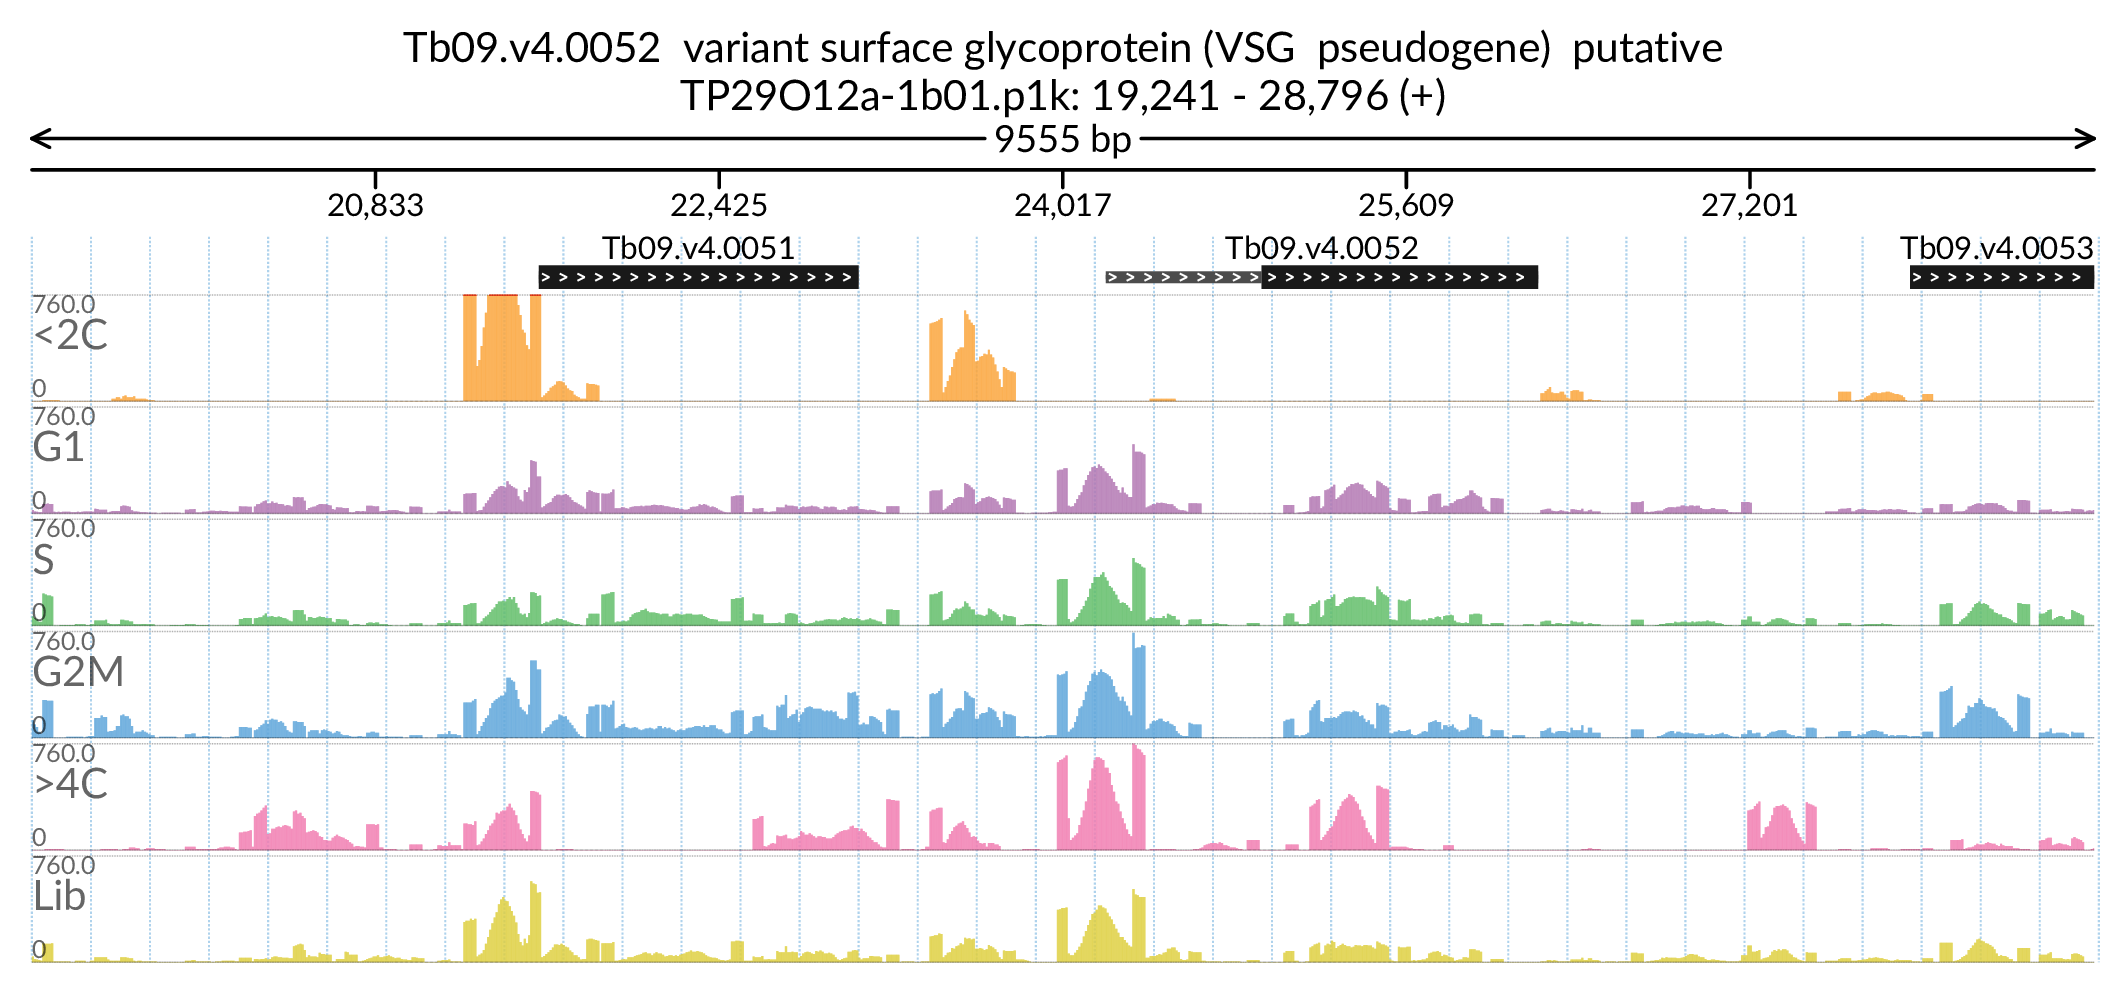 Tb09.v4.0052 variant surface glycoprotein (VSG pseudogene) putative
TP29O12a-1b01.p1k: 19,241 - 28,796 (+)
9555 bp
20,833 22,425 24,017 25,609 27,201
Tb09.v4.0051 Tb09.v4.0052 Tb09.v4.0053
760.0
<2C
0
760.0
G1
0
760.0
S
0
760.0
G2M
0
760.0
>4C
0
760.0
Lib
0